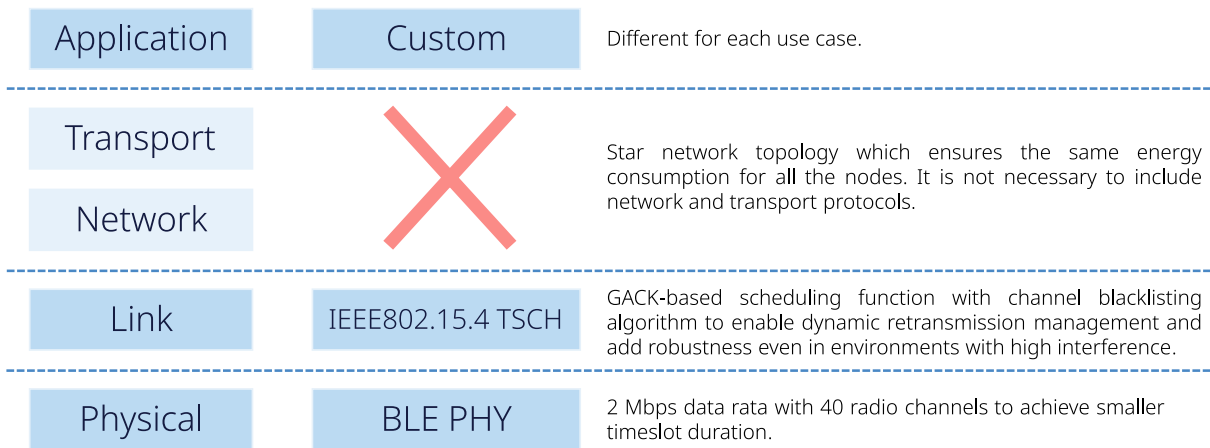 Application
Custom
Different for each use case.
Transport
Network
Star network topology which ensures the same energy
consumption for all the nodes. It is not necessary to include
network and transport protocols.
Link
IEEE802.15.4 TSCH
GACK-based scheduling function with channel blacklisting
algorithm to enable dynamic retransmission management and
add robustness even in environments with high interference.
Physical
BLE PHY
2 Mbps data rata with 40 radio channels to achieve smaller
timeslot duration.